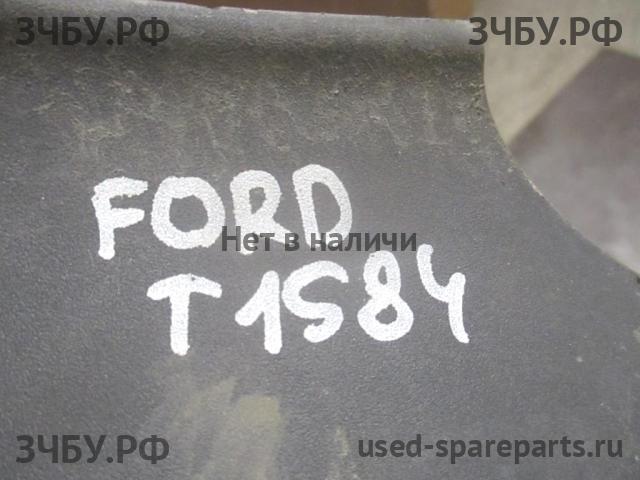 ЗЧБУ.РФ ЗЧБУ.РФ
FORD
Нет в наличи
T1584
ЗЧБУ.РФ used-spareparts.ru